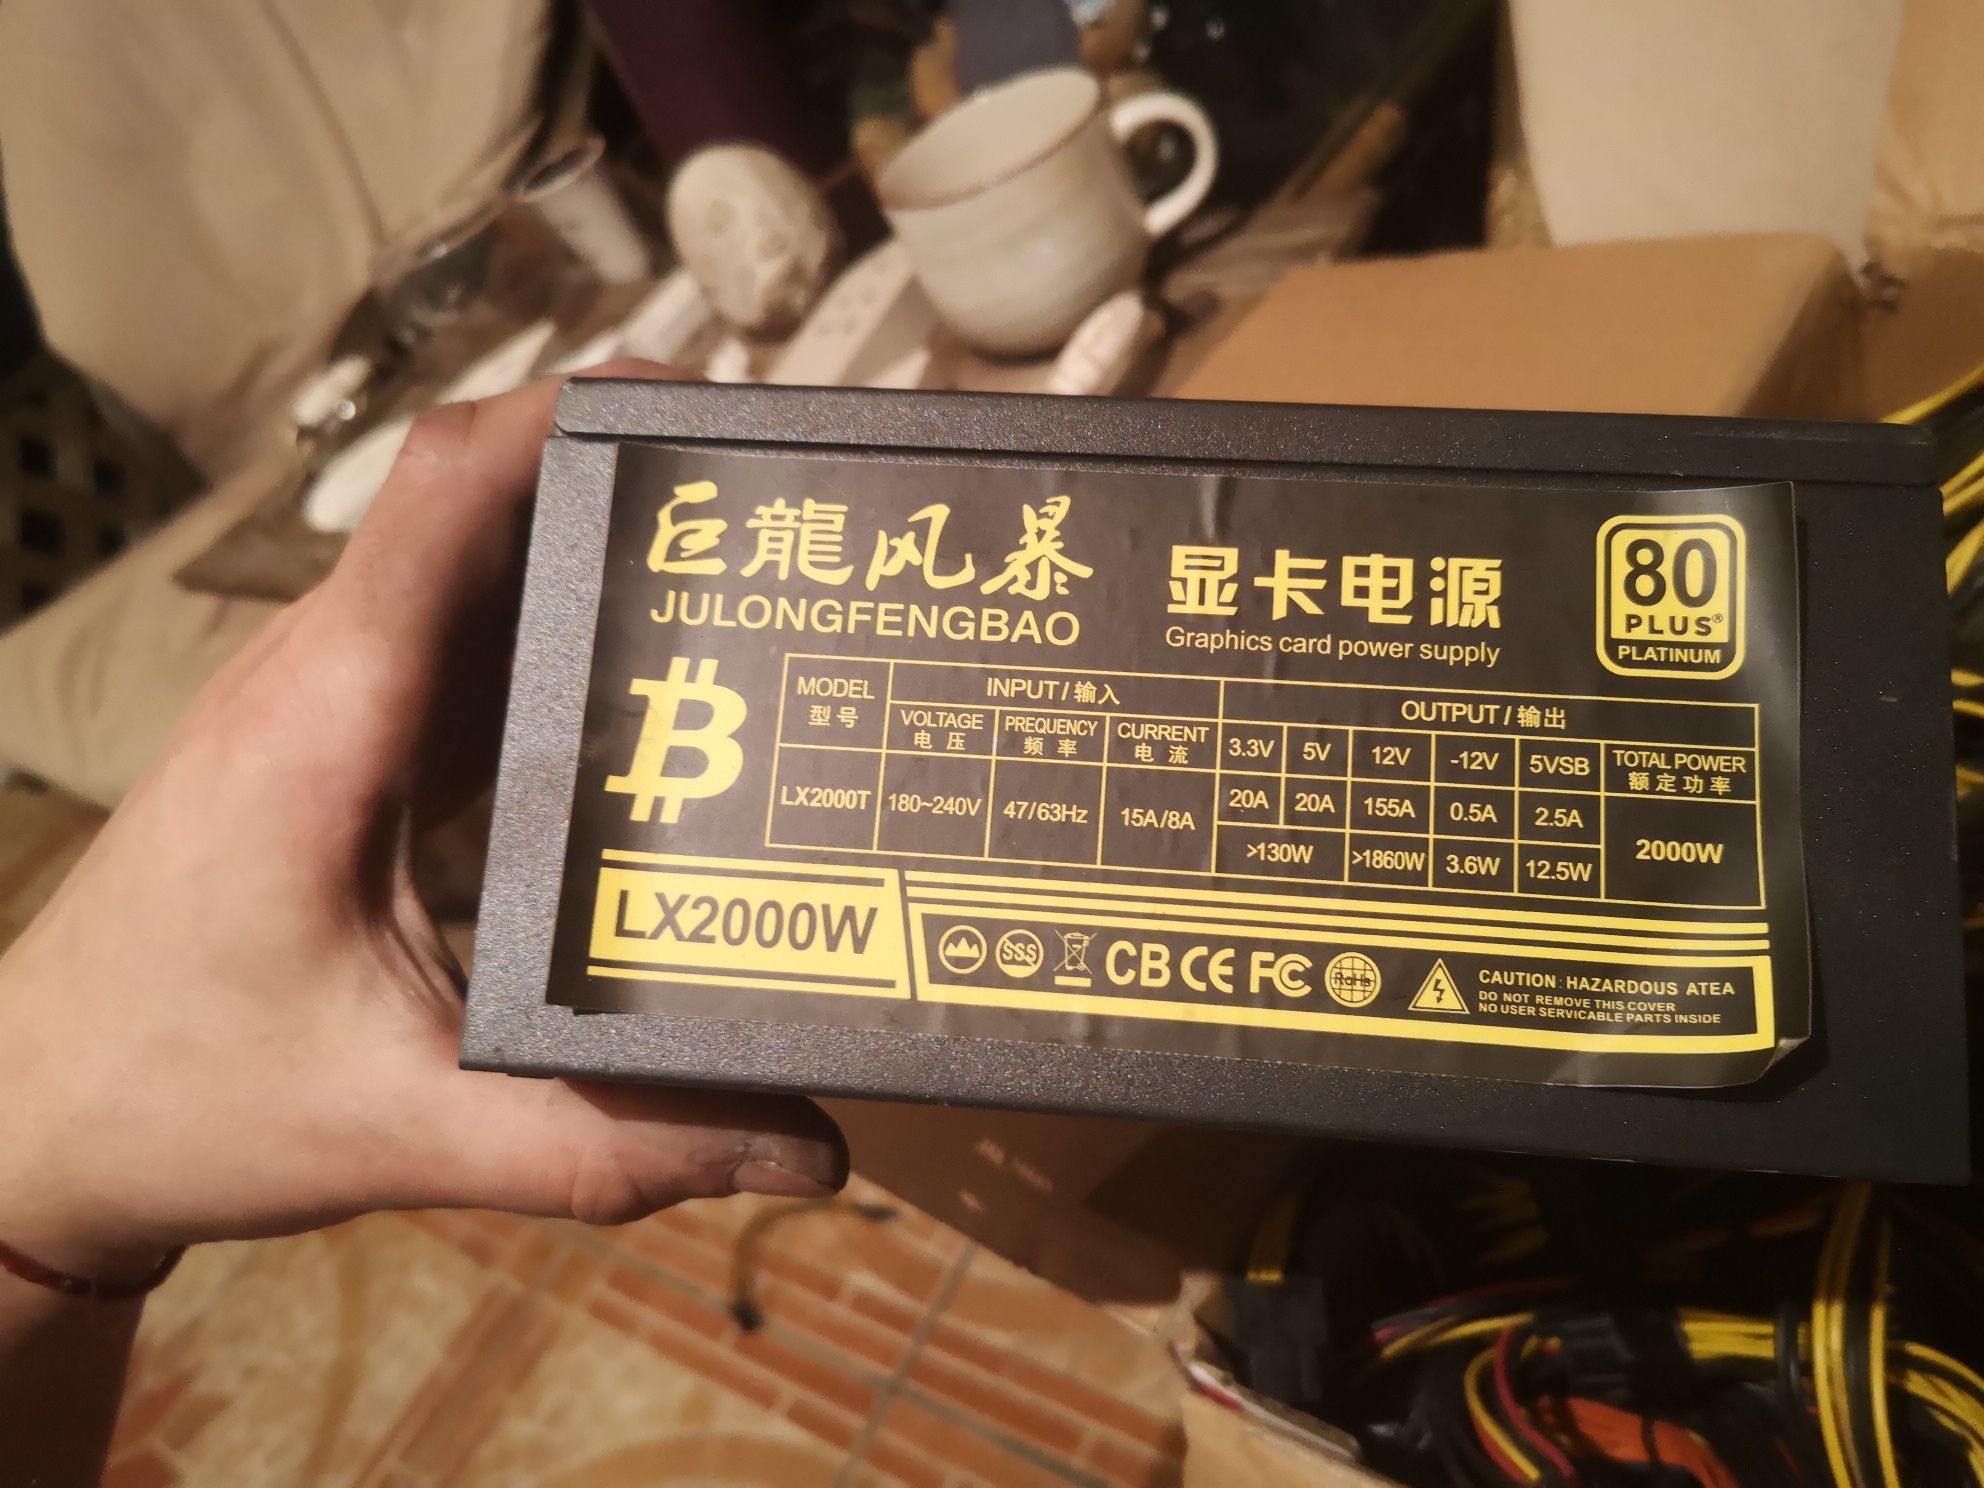 巨龍风暴
JULONGFENGBAO
显卡电源
Graphics card power supply
80
PLUS®
PLATINUM
MODEL
型号
INPUT/输入
OUTPUT/输出
VOLTAGE
电压
PREQUENCY
频率
CURRENT
电流
3.3V 5V 12V -12V 5VSB
TOTAL POWER
额定功率
LX2000T 180~240V 47/63Hz 15A/8A
20A 20A 155A 0.5A 2.5A
>130W >1860W 3.6W 12.5W
2000W
LX2000W
SSS
CB CE FC
RoHs
CAUTION: HAZARDOUS ATEA
DO NOT REMOVE THIS COVER
NO USER SERVICABLE PARTS INSIDE